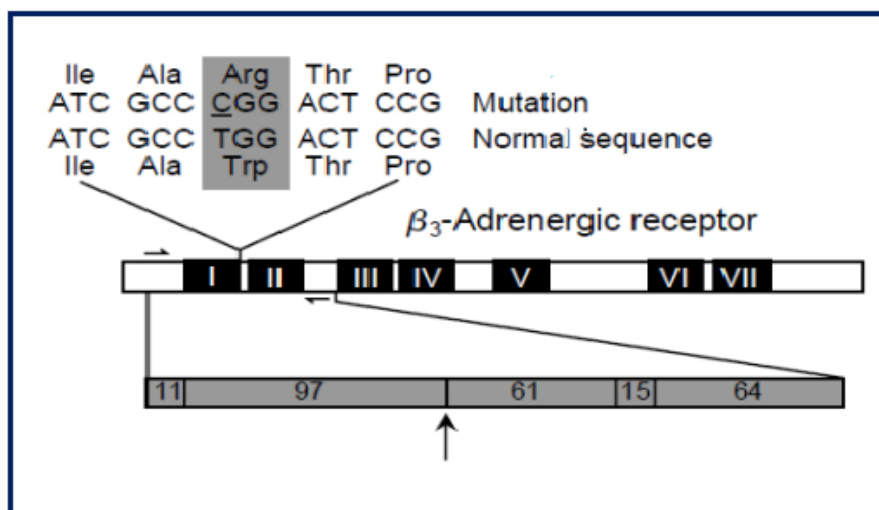 Ile Ala Arg Thr Pro
ATC GCC CGG ACT CCG Mutation
ATC GCC TGG ACT CCG Normal sequence
Ile Ala Trp Thr Pro
β3-Adrenergic receptor
I II III IV V VI VII
11 97 61 15 64